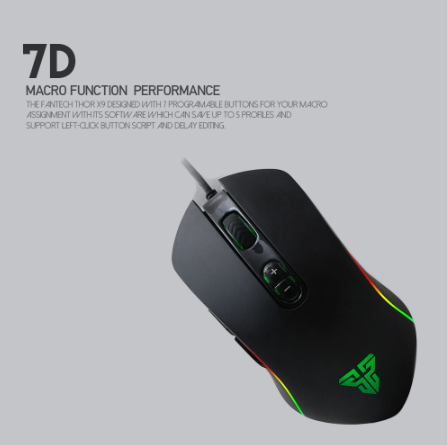 7D
MACRO FUNCTION PERFORMANCE
THE FANTECH THOR X9 DESIGNED WITH 7 PROGRAMABLE BUTTONS FOR YOUR MACRO
ASSIGNMENT WITH ITS SOFTWARE WHICH CAN SAVE UP TO 5 PROFILES AND
SUPPORT LEFT-CLICK BUTTON SCRIPT AND DELAY EDITING.
+
-